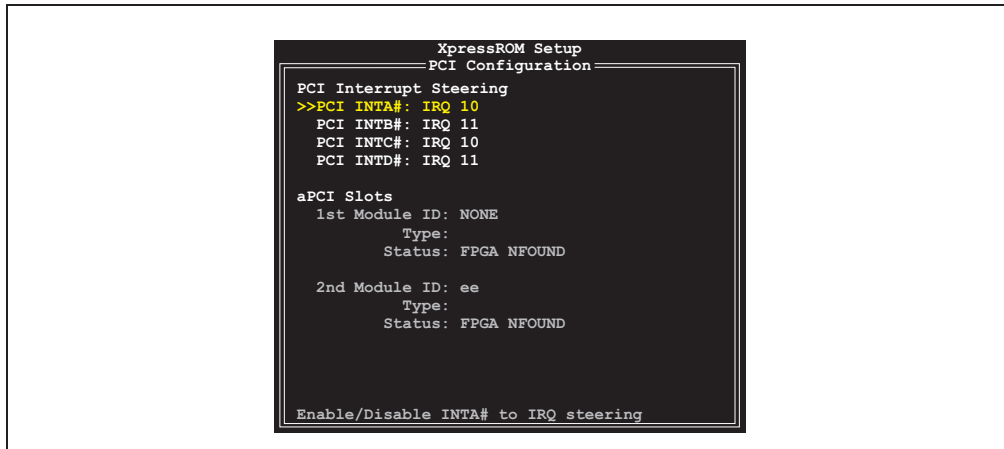 XpressROM Setup
PCI Configuration
PCI Interrupt Steering
>>PCI INTA#: IRQ 10
PCI INTB#: IRQ 11
PCI INTC#: IRQ 10
PCI INTD#: IRQ 11
aPCI Slots
1st Module ID: NONE
Type:
Status: FPGA NFOUND
2nd Module ID: ee
Type:
Status: FPGA NFOUND
Enable/Disable INTA# to IRQ steering